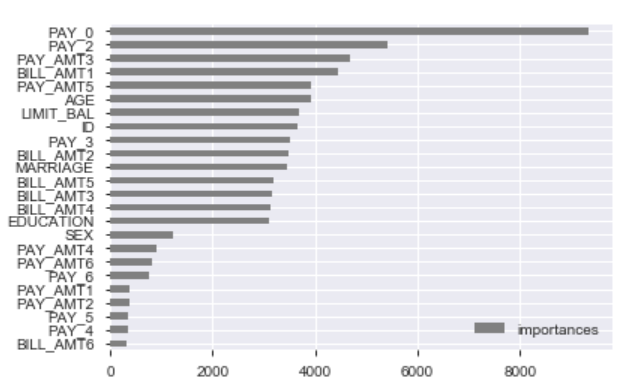 PAY_0
PAY_2
PAY_AMT3
BILL_AMT1
PAY_AMT5
AGE
LIMIT_BAL
ID
PAY_3
BILL_AMT2
MARRIAGE
BILL_AMT5
BILL_AMT3
BILL_AMT4
EDUCATION
SEX
PAY_AMT4
PAY_AMT6
PAY_6
PAY_AMT1
PAY_AMT2
PAY_5
PAY_4
BILL_AMT6
importances
0 2000 4000 6000 8000